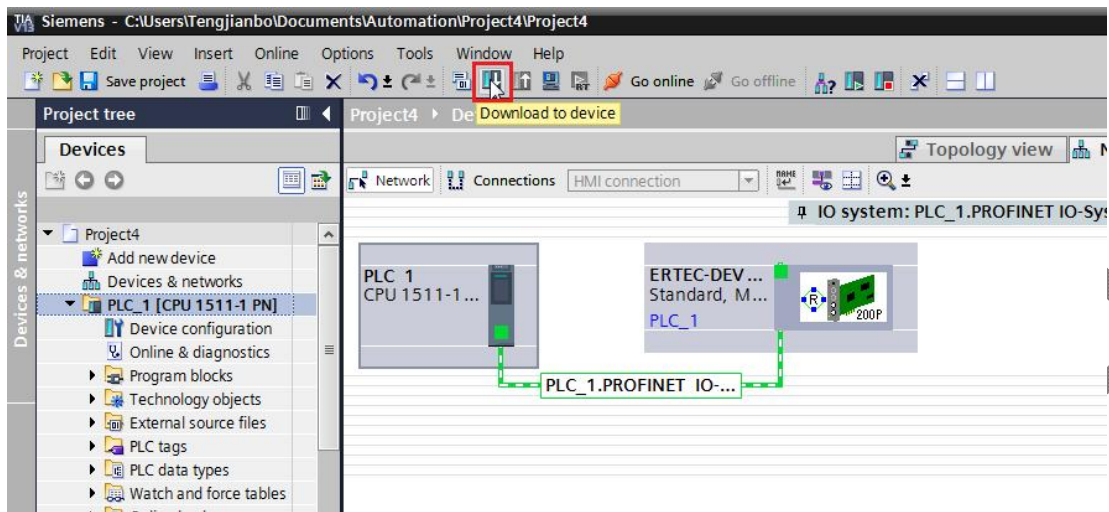 TIA V13 Siemens - C:\Users\Tengjianbo\Documents\Automation\Project4\Project4
Project Edit View Insert Online Options Tools Window Help
Save project Go online Go offline
Project tree
Project4 De
Download to device
Devices
Topology view N
Network Connections HMI connection
IO system: PLC_1.PROFINET IO-Sys
Devices & networks
Project4
Add new device
Devices & networks
PLC_1 [CPU 1511-1 PN]
Device configuration
Online & diagnostics
Program blocks
Technology objects
External source files
PLC tags
PLC data types
Watch and force tables
PLC_1
CPU 1511-1...
ERTEC-DEV...
Standard, M...
PLC_1
R
200P
PLC_1.PROFINET IO-...